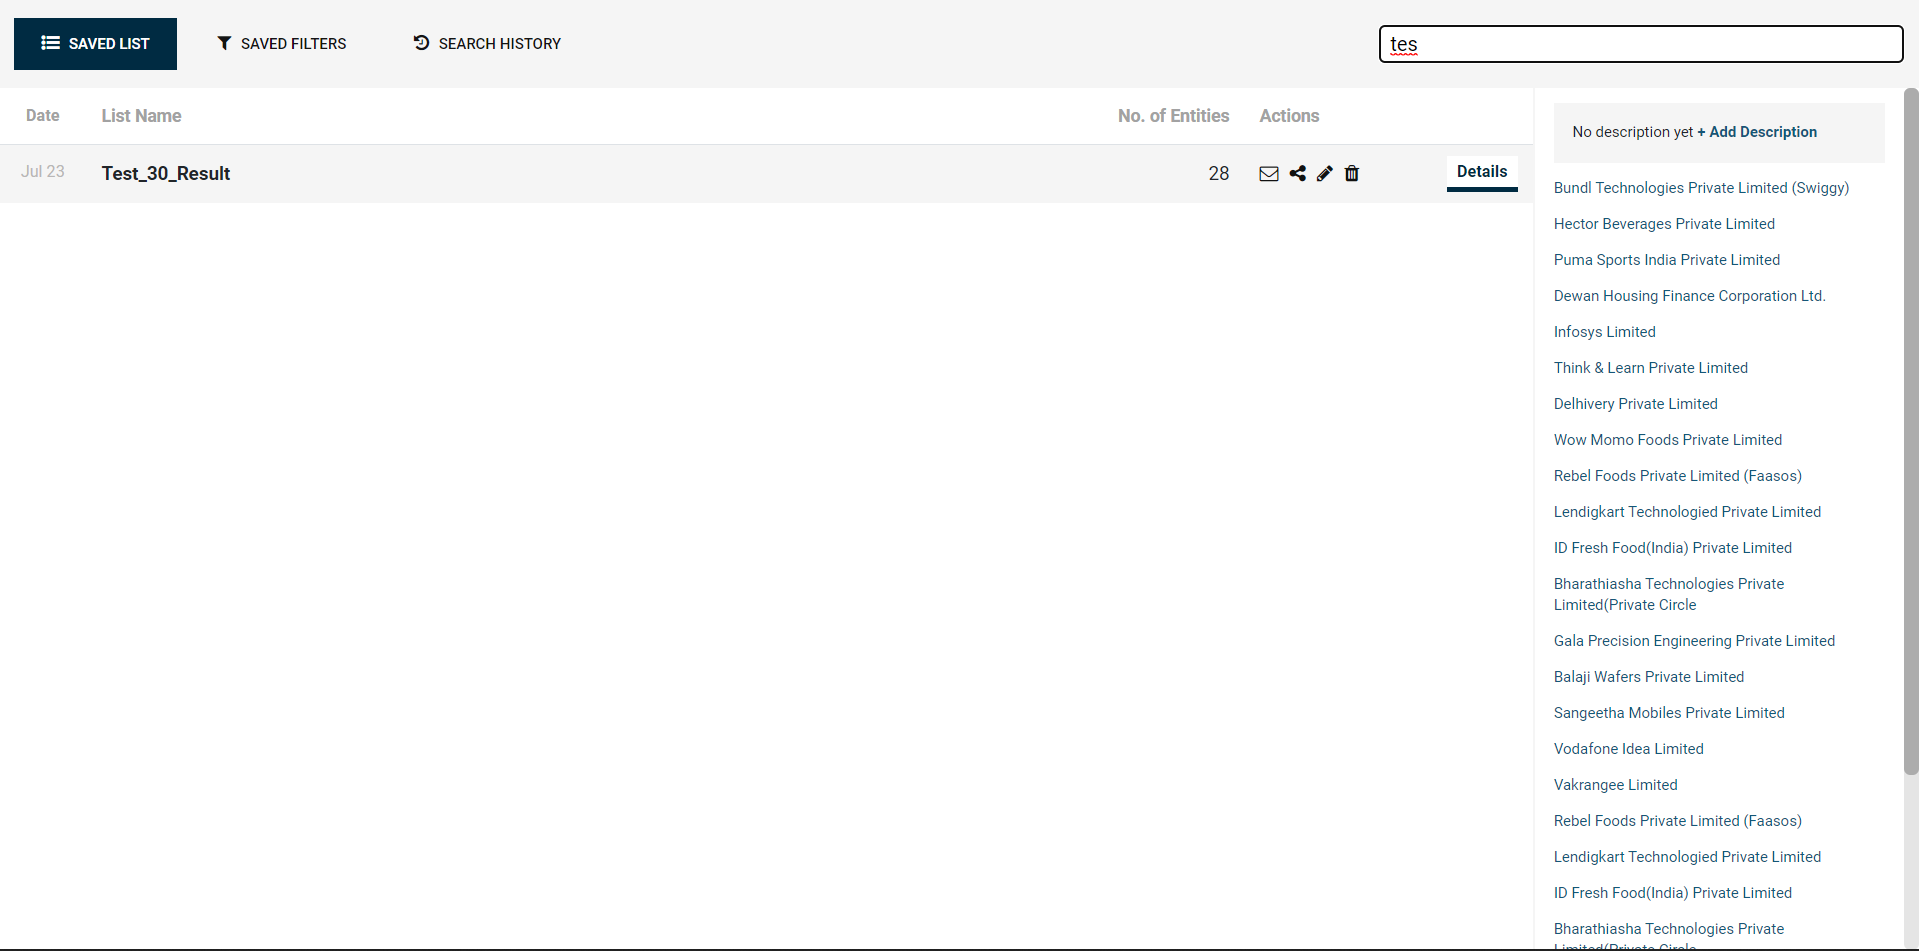 SAVED LIST
SAVED FILTERS
SEARCH HISTORY
tes
Date
List Name
No. of Entities
Actions
Jul 23
Test_30_Result
28
Details
No description yet + Add Description
Bundl Technologies Private Limited (Swiggy)
Hector Beverages Private Limited
Puma Sports India Private Limited
Dewan Housing Finance Corporation Ltd.
Infosys Limited
Think & Learn Private Limited
Delhivery Private Limited
Wow Momo Foods Private Limited
Rebel Foods Private Limited (Faasos)
Lendigkart Technologied Private Limited
ID Fresh Food(India) Private Limited
Bharathiasha Technologies Private
Limited(Private Circle
Gala Precision Engineering Private Limited
Balaji Wafers Private Limited
Sangeetha Mobiles Private Limited
Vodafone Idea Limited
Vakrangee Limited
Rebel Foods Private Limited (Faasos)
Lendigkart Technologied Private Limited
ID Fresh Food(India) Private Limited
Bharathiasha Technologies Private
Limited(Private Circle